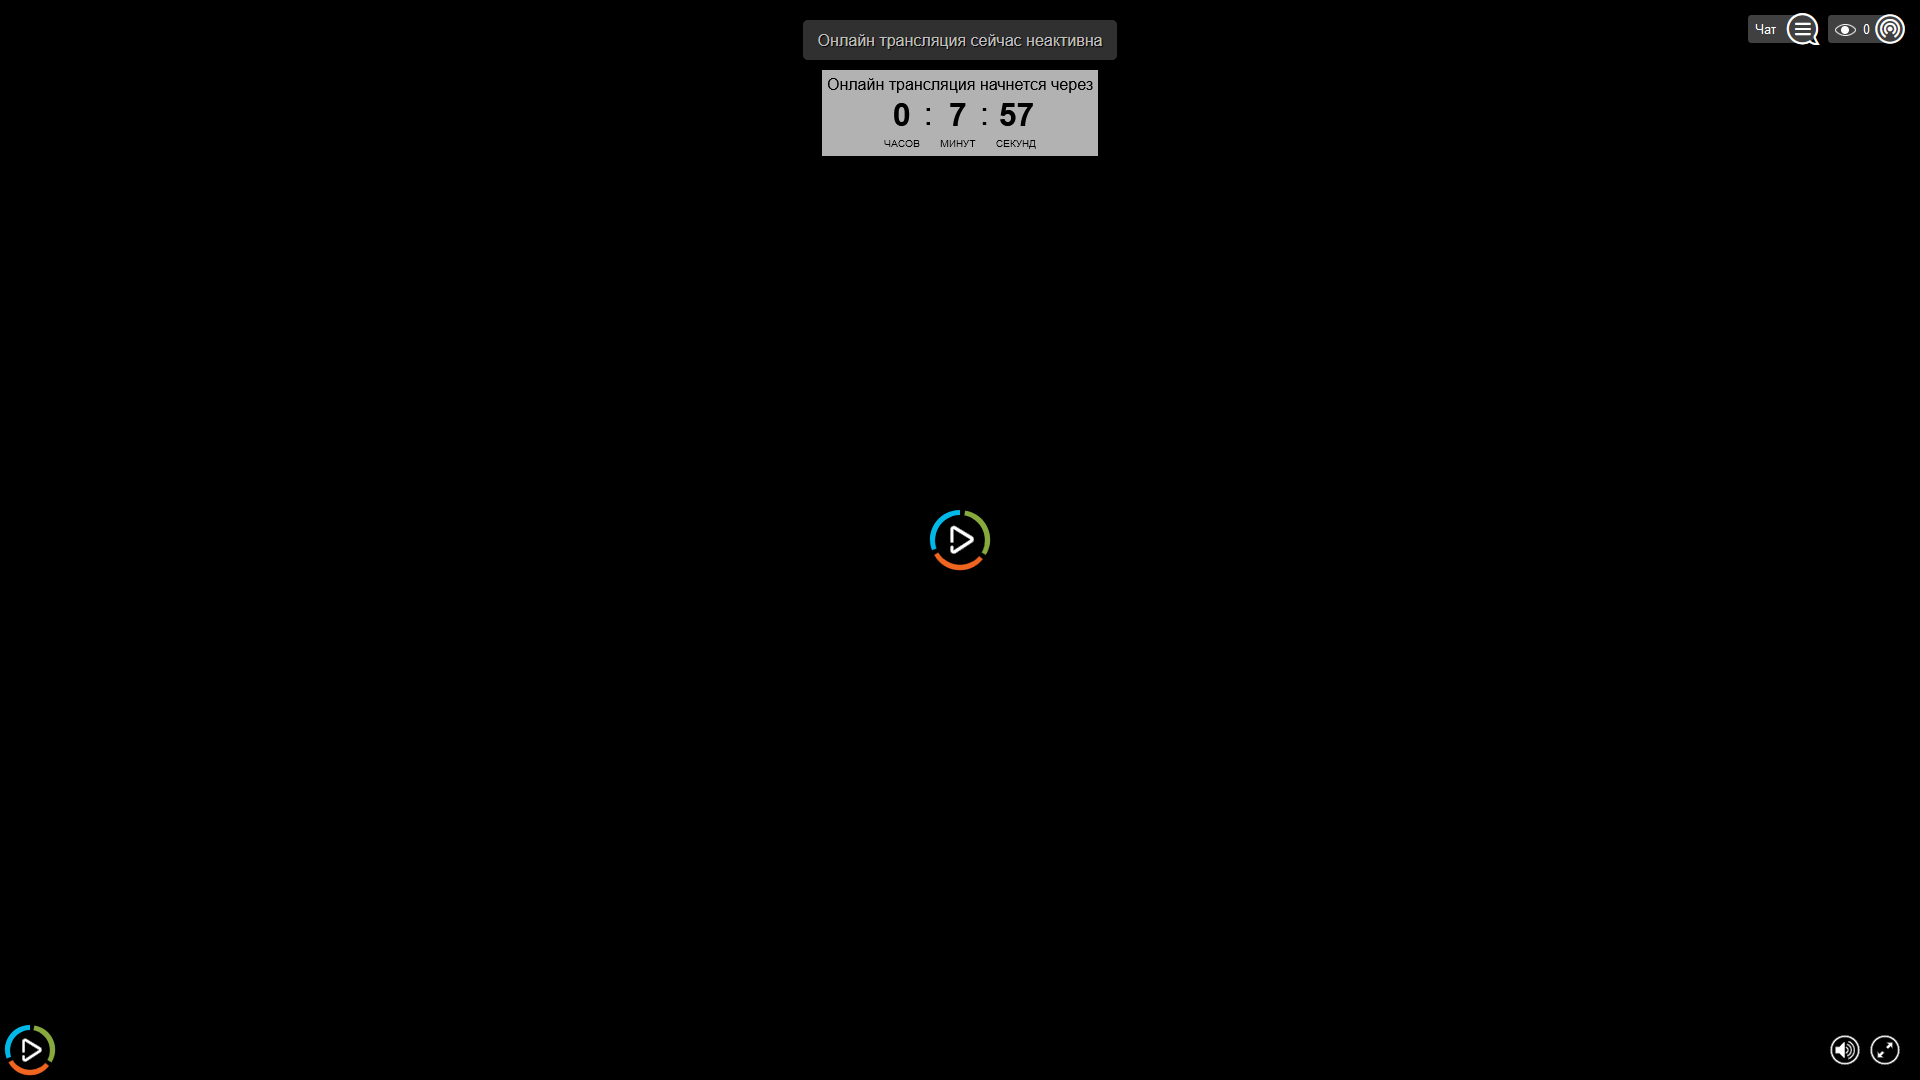 Онлайн трансляция сейчас неактивна
Чат
0
Онлайн трансляция начнется через
0 : 7 : 57
ЧАСОВ МИНУТ СЕКУНД